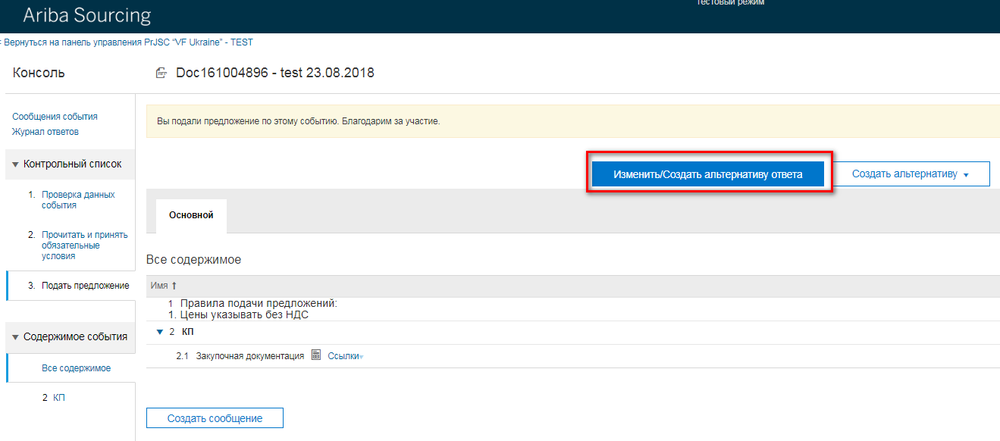 Ariba Sourcing
Тестовый режим
Вернуться на панель управления PrJSC “VF Ukraine” - TEST
Консоль
RFP
Doc161004896 - test 23.08.2018
Сообщения события
Журнал ответов
Вы подали предложение по этому событию. Благодарим за участие.
Контрольный список
Изменить/Создать альтернативу ответа
Создать альтернативу
1. Проверка данных
события
2. Прочитать и принять
обязательные
условия
3. Подать предложение
Основной
Все содержимое
Имя ↑
1 Правила подачи предложений:
1. Цены указывать без НДС
2 КП
2.1 Закупочная документация Ссылки
Содержимое события
Все содержимое
2 КП
Создать сообщение